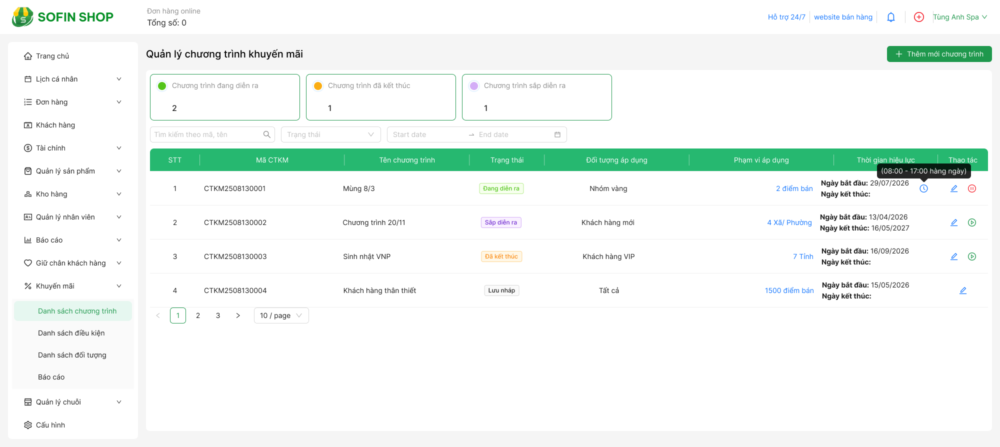 SOFIN SHOP
Đơn hàng online
Tổng số: 0
Hỗ trợ 24/7
website bán hàng
Tùng Anh Spa
Trang chủ
Lịch cá nhân
Đơn hàng
Khách hàng
Tài chính
Quản lý sản phẩm
Kho hàng
Quản lý nhân viên
Báo cáo
Giữ chân khách hàng
Khuyến mãi
Danh sách chương trình
Danh sách điều kiện
Danh sách đối tượng
Báo cáo
Quản lý chuỗi
Cấu hình
Quản lý chương trình khuyến mãi
Thêm mới chương trình
Chương trình đang diễn ra
2
Chương trình đã kết thúc
1
Chương trình sắp diễn ra
1
Tìm kiếm theo mã, tên
Trạng thái
Start date
End date
STT Mã CTKM Tên chương trình Trạng thái Đối tượng áp dụng Phạm vi áp dụng Thời gian hiệu lực Thao tác
(08:00 - 17:00 hàng ngày)
1 CTKM2508130001 Mùng 8/3 Đang diễn ra Nhóm vàng 2 điểm bán Ngày bắt đầu: 29/07/2026
Ngày kết thúc:
2 CTKM2508130002 Chương trình 20/11 Sắp diễn ra Khách hàng mới 4 Xã/ Phường Ngày bắt đầu: 13/04/2026
Ngày kết thúc: 16/05/2027
3 CTKM2508130003 Sinh nhật VNP Đã kết thúc Khách hàng VIP 7 Tỉnh Ngày bắt đầu: 16/09/2026
Ngày kết thúc:
4 CTKM2508130004 Khách hàng thân thiết Lưu nháp Tất cả 1500 điểm bán Ngày bắt đầu: 15/05/2026
Ngày kết thúc:
1 2 3 10 / page